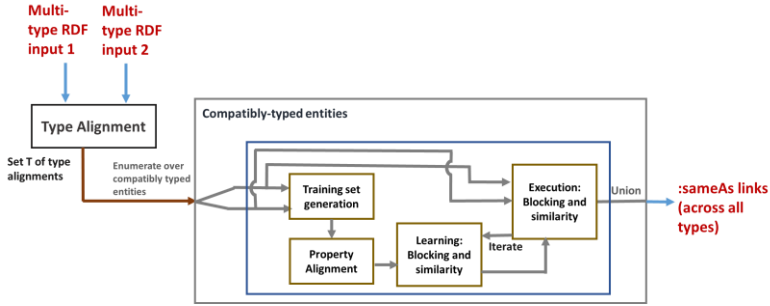 Multi-
type RDF
input 1
Multi-
type RDF
input 2
Type Alignment
Set T of type
alignments
Enumerate over
compatibly typed
entities
Compatibly-typed entities
Training set
generation
Property
Alignment
Learning:
Blocking and
similarity
Iterate
Execution:
Blocking and
similarity
Union
:sameAs links
(across all
types)